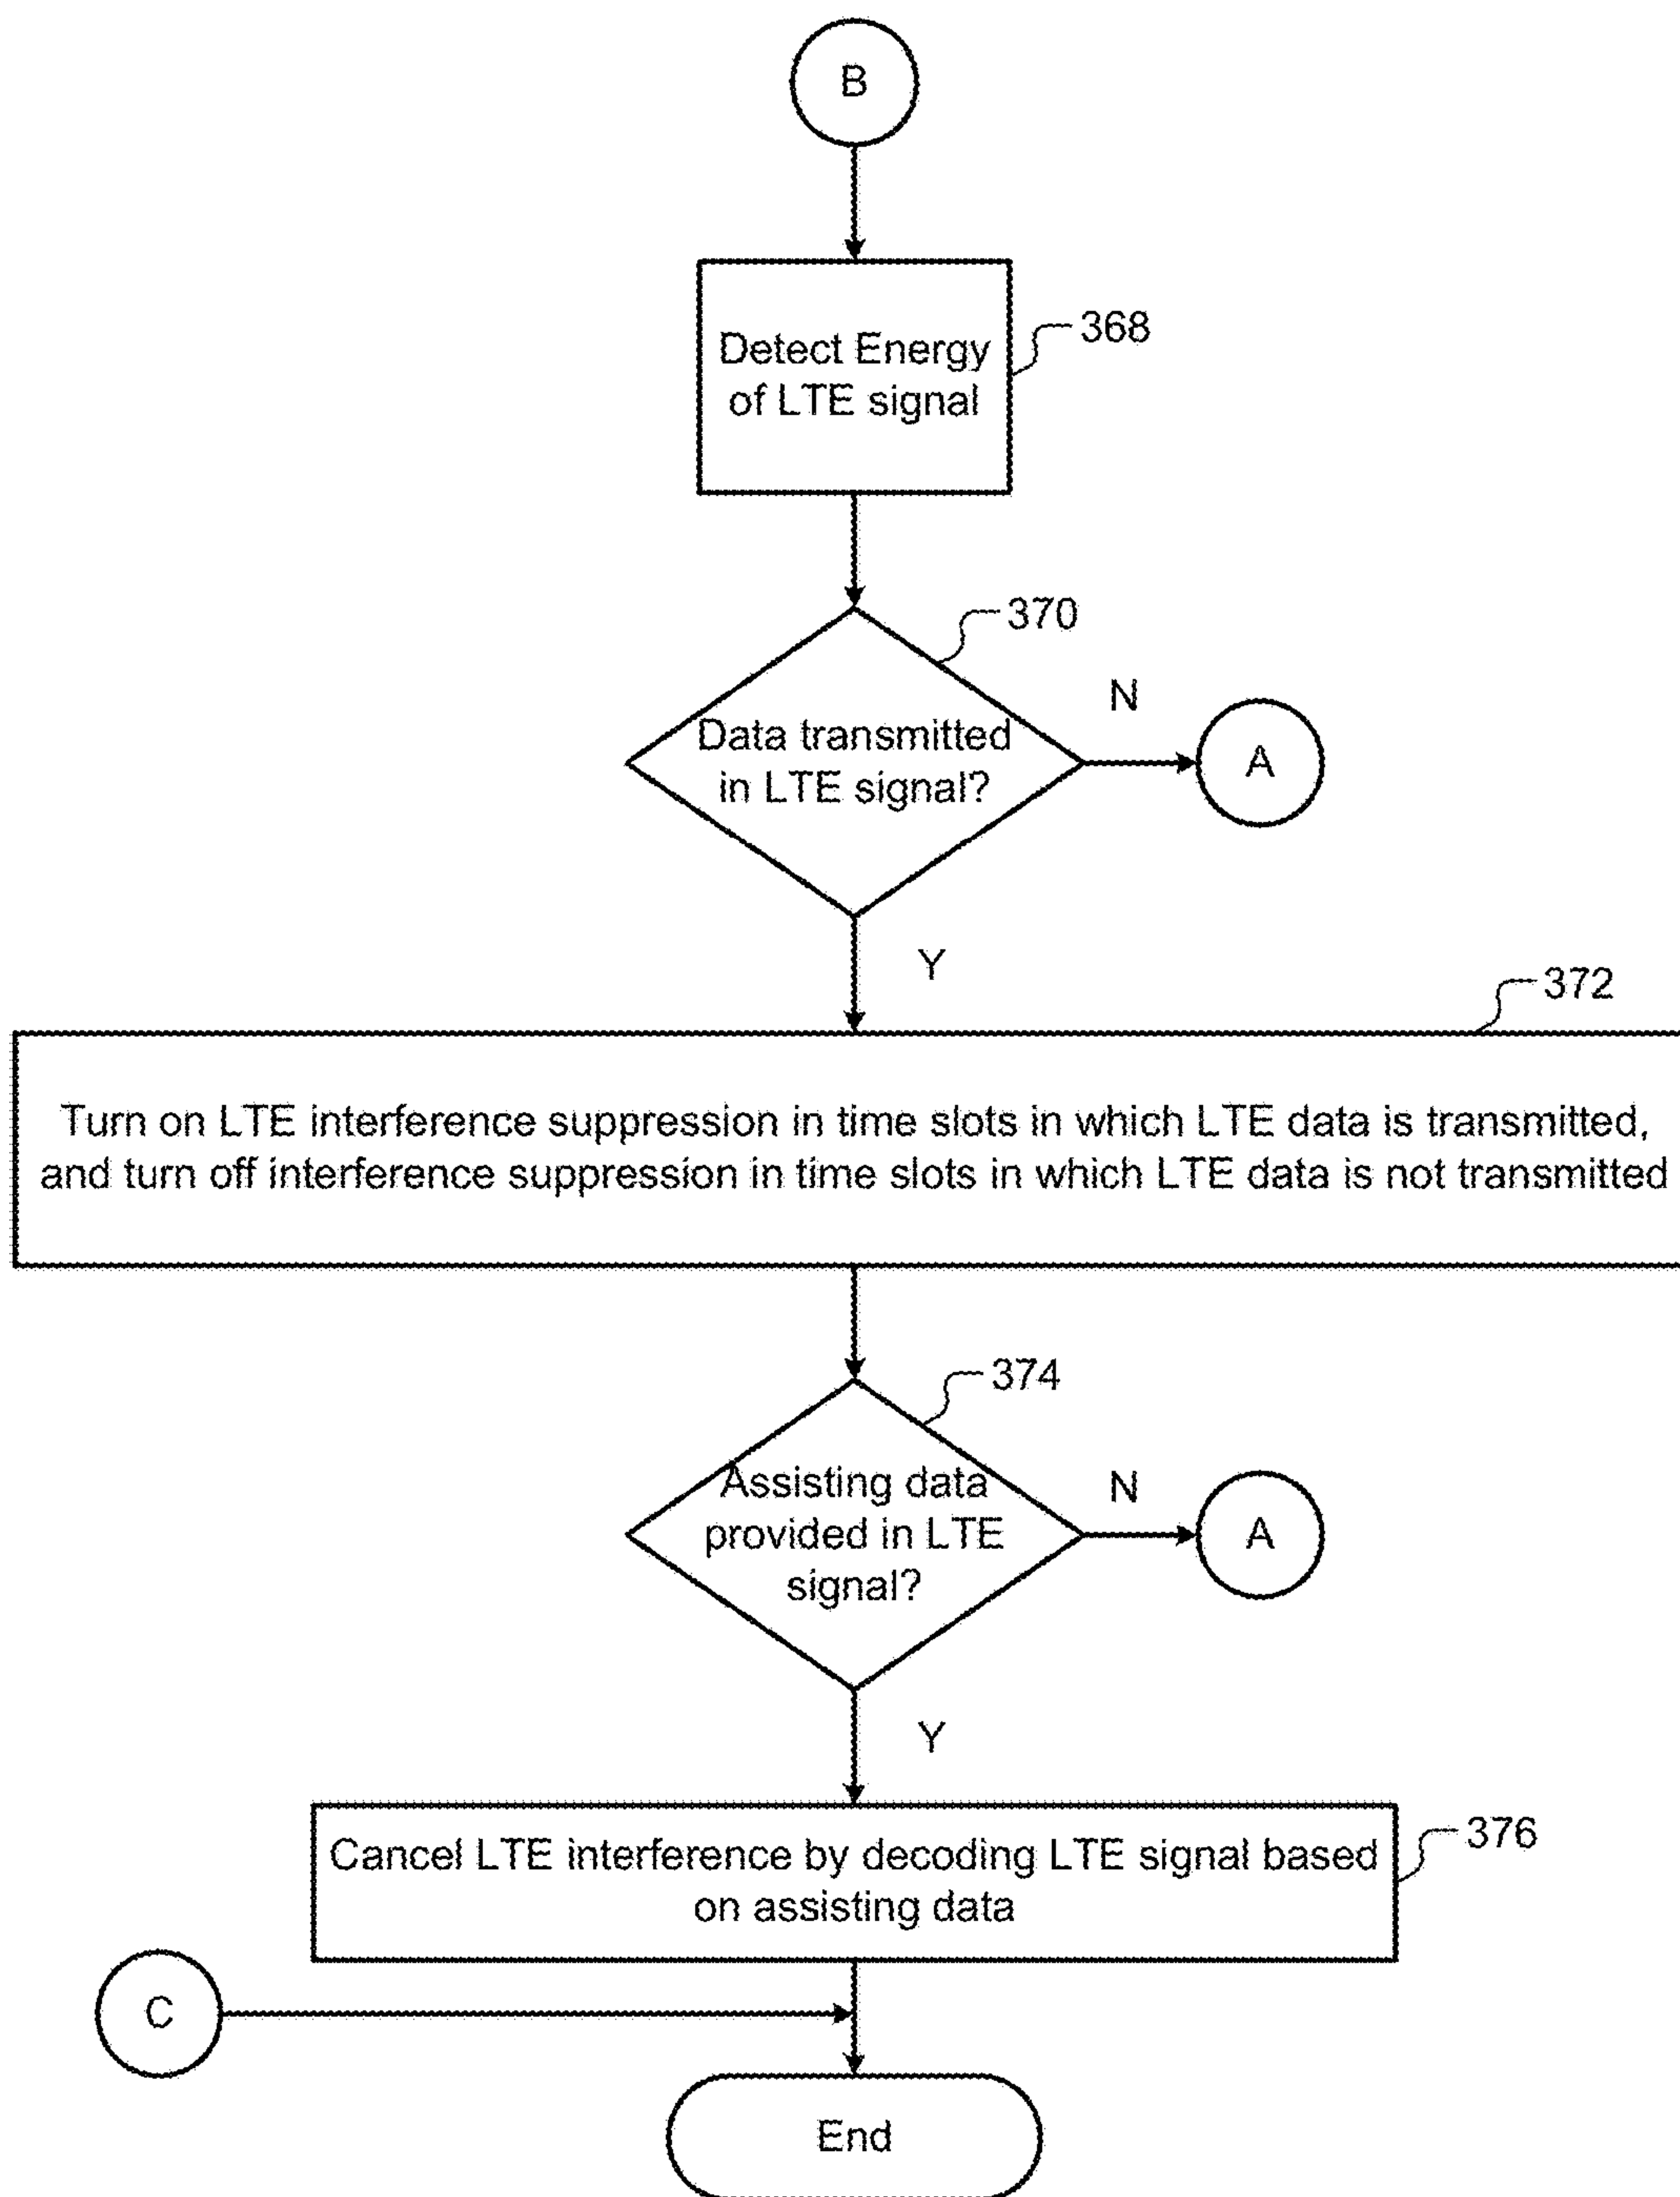 B
Detect Energy
of LTE signal
368
370
Data transmitted
in LTE signal?
N
A
Y
372
Turn on LTE interference suppression in time slots in which LTE data is transmitted,
and turn off interference suppression in time slots in which LTE data is not transmitted
374
Assisting data
provided in LTE
signal?
N
A
Y
Cancel LTE interference by decoding LTE signal based
on assisting data
376
C
End